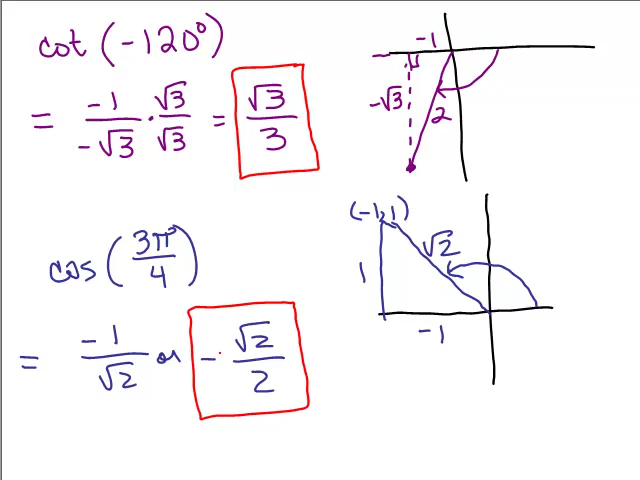 cot (-120°)
= -1/-√3 · √3/√3 = √3/3
-1
-√3
2
cos (3π/4)
= -1/√2 or -√2/2
(-1,1)
√2
1
-1